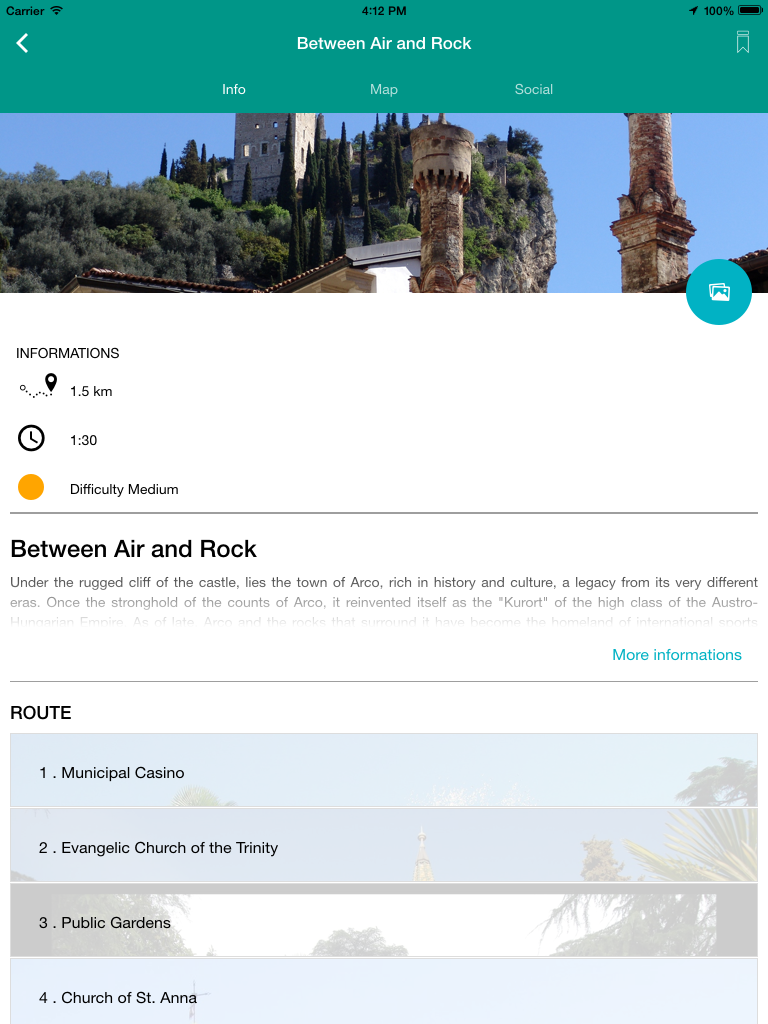 Carrier 4:12 PM 100%
Between Air and Rock
Info Map Social
INFORMATIONS
1.5 km
1:30
Difficulty Medium
Between Air and Rock
Under the rugged cliff of the castle, lies the town of Arco, rich in history and culture, a legacy from its very different
eras. Once the stronghold of the counts of Arco, it reinvented itself as the "Kurort" of the high class of the Austro-
Hungarian Empire. As of late, Arco and the rocks that surround it have become the homeland of international sports
More informations
ROUTE
1 . Municipal Casino
2 . Evangelic Church of the Trinity
3 . Public Gardens
4 . Church of St. Anna